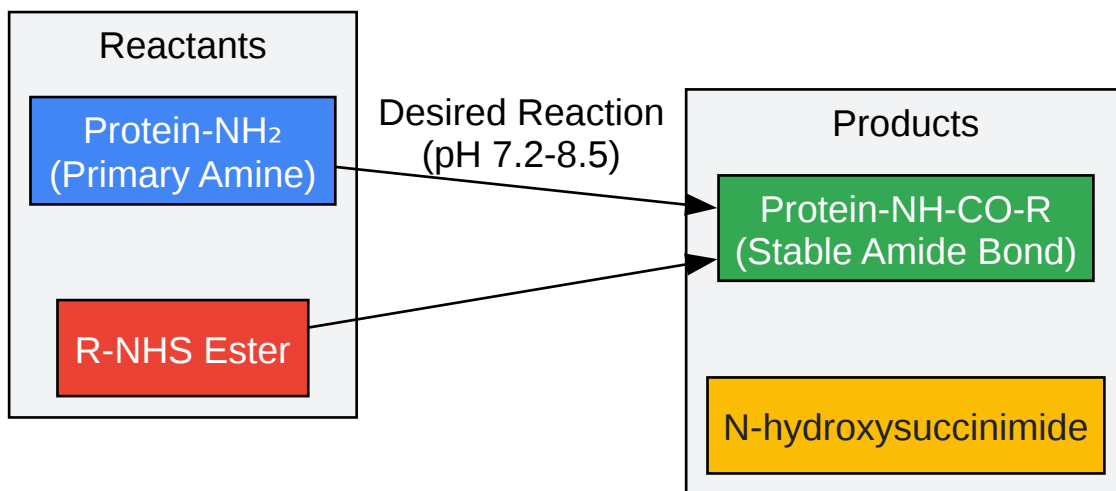 Reactants
Protein-NH₂
(Primary Amine)
R-NHS Ester
Desired Reaction
(pH 7.2-8.5)
Products
Protein-NH-CO-R
(Stable Amide Bond)
N-hydroxysuccinimide